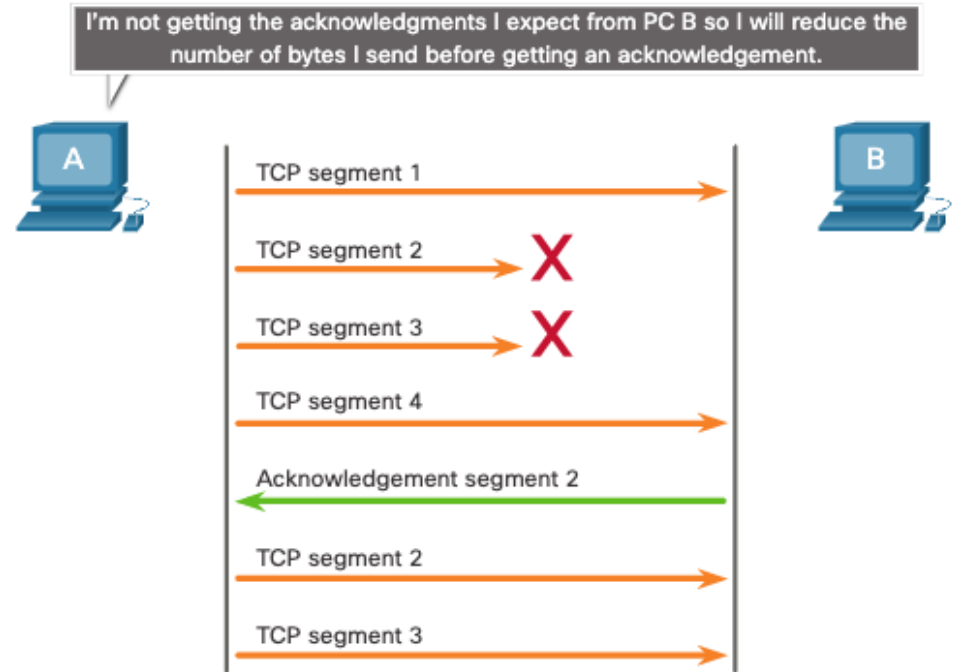 I'm not getting the acknowledgments I expect from PC B so I will reduce the
number of bytes I send before getting an acknowledgement.
A
B
TCP segment 1
TCP segment 2
X
TCP segment 3
X
TCP segment 4
Acknowledgement segment 2
TCP segment 2
TCP segment 3